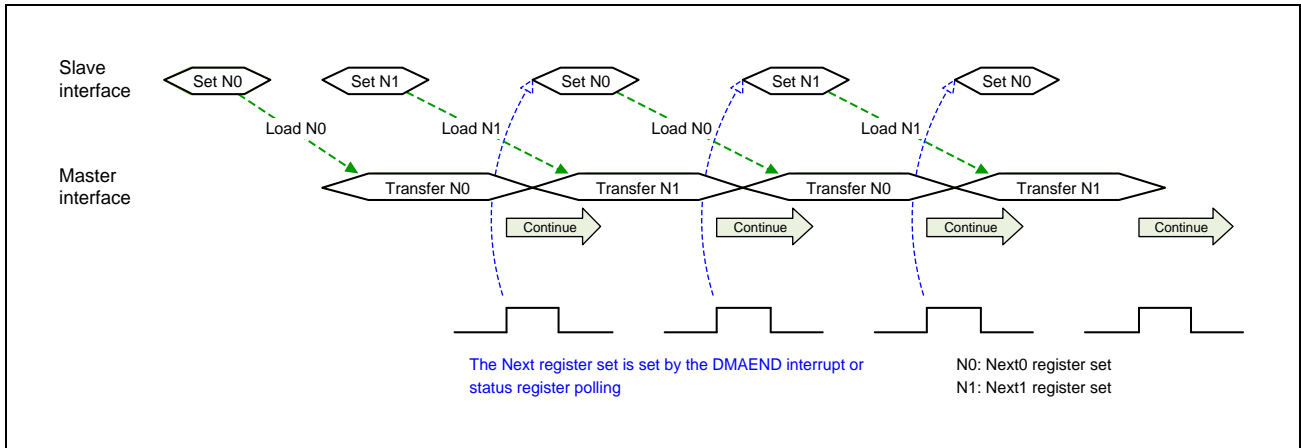 Slave
interface
Set N0
Set N1
Set N0
Set N1
Set N0
Load N0
Load N1
Load N0
Load N1
Master
interface
Transfer N0
Transfer N1
Transfer N0
Transfer N1
Continue
Continue
Continue
Continue
The Next register set is set by the DMAEND interrupt or
status register polling
N0: Next0 register set
N1: Next1 register set